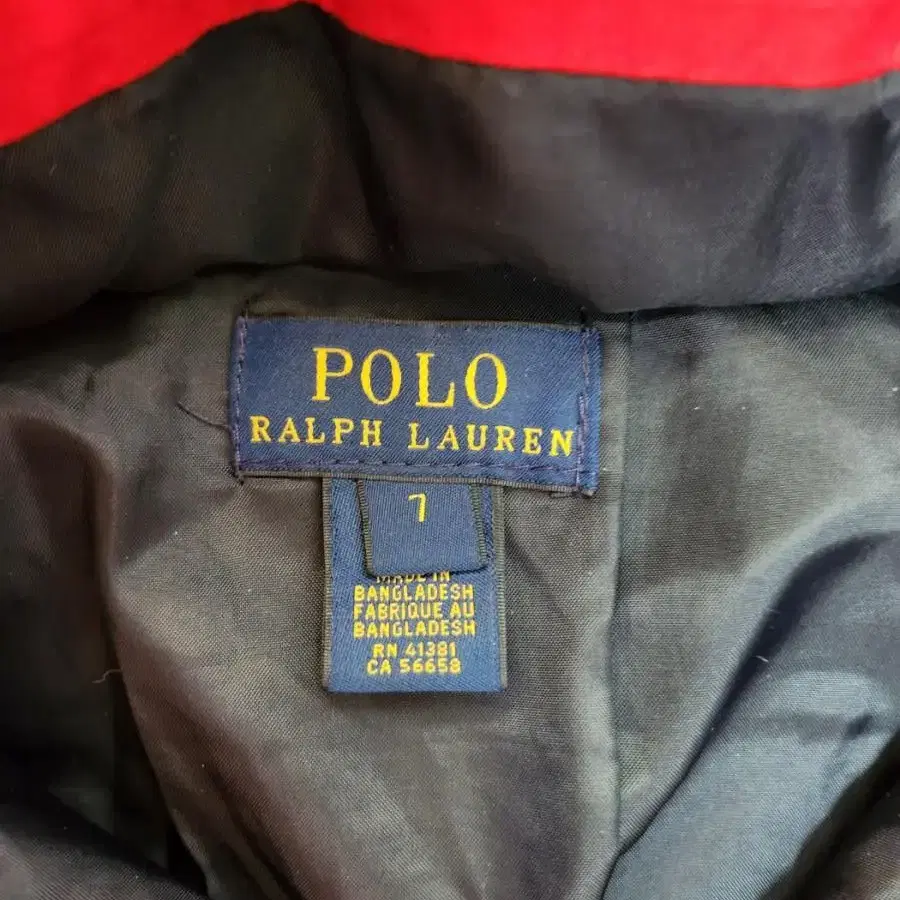 POLO
RALPH LAUREN
7
MADE IN
BANGLADESH
FABRIQUE AU
BANGLADESH
RN 41381
CA 56658